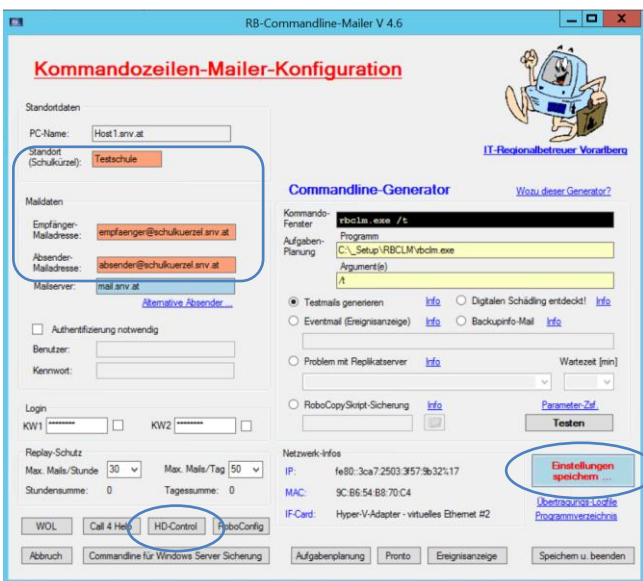 RB-Commandline-Mailer V 4.6
Kommandozeilen-Mailer-Konfiguration
IT-Regionalbetreuer Vorarlberg
Standortdaten
PC-Name: Host1.snv.at
Standort
(Schulkürzel): Testschule
Maildaten
Empfänger-
Mailadresse: empfaenger@schulkuerzel.snv.at
Absender-
Mailadresse: absender@schulkuerzel.snv.at
Mailserver: mail.snv.at
Alternative Absender ...
Authentifizierung notwendig
Benutzer:
Kennwort:
Login
KW1 ******** KW2 ********
Replay-Schutz
Max. Mails/Stunde 30 Max. Mails/Tag 50
Stundensumme: 0 Tagessumme: 0
WOL Call 4 Help HD-Control RoboConfig
Abbruch Commandline für Windows Server Sicherung
Commandline-Generator Wozu dieser Generator?
Kommando-
Fenster rbclm.exe /t
Aufgaben-
Planung
Programm
C:\_Setup\RBCLM\rbclm.exe
Argument(e)
/t
Testmails generieren Info Digitalen Schädling entdeckt! Info
Eventmail (Ereignisanzeige) Info Backupinfo-Mail Info
Problem mit Replikatserver Info Wartezeit [min]
RoboCopySkript-Sicherung Info Parameter-Zsf.
Testen
Netzwerk-Infos
IP: fe80::3ca7:2503:3f57:9b32%17
MAC: 9C:B6:54:B8:70:C4
IF-Card: Hyper-V-Adapter - virtuelles Ethernet #2
Einstellungen
speichern ...
Übertragungs-Logfile
Programmverzeichnis
Aufgabenplanung Pronto Ereignisanzeige Speichern u. beenden